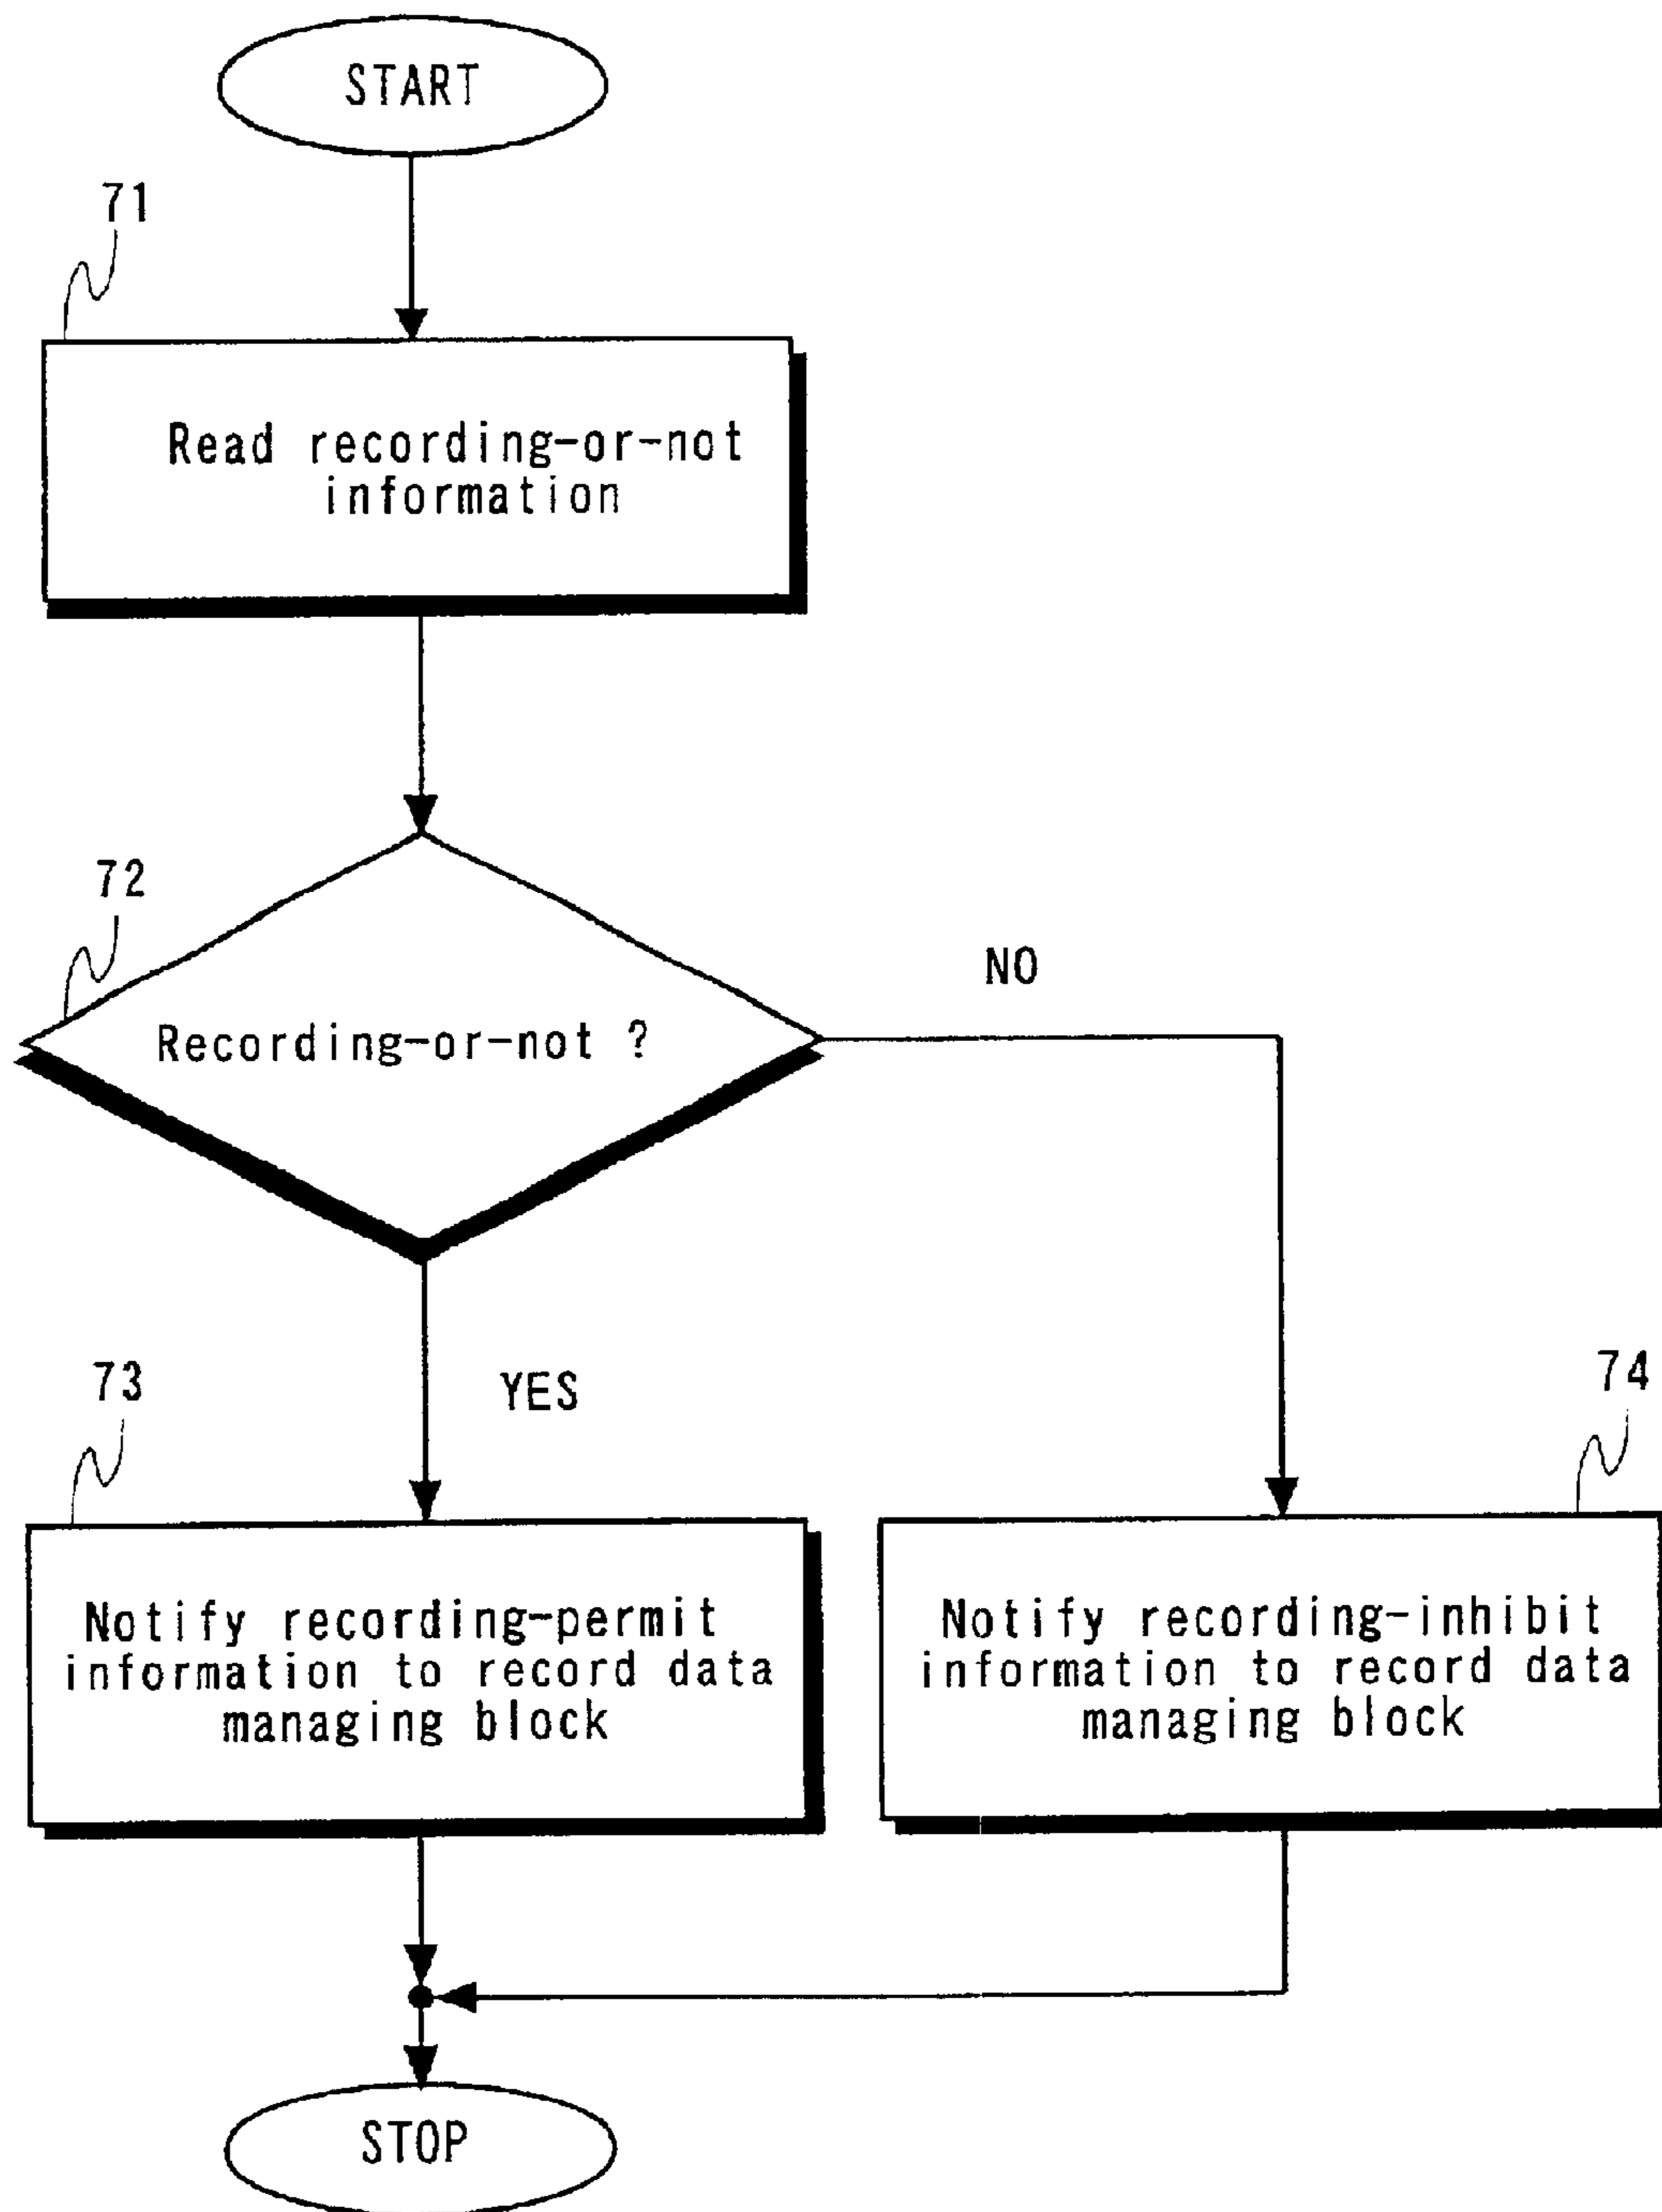 START
71
Read recording-or-not
information
72
NO
Recording-or-not ?
73
YES
74
Notify recording-permit
information to record data
managing block
Notify recording-inhibit
information to record data
managing block
STOP